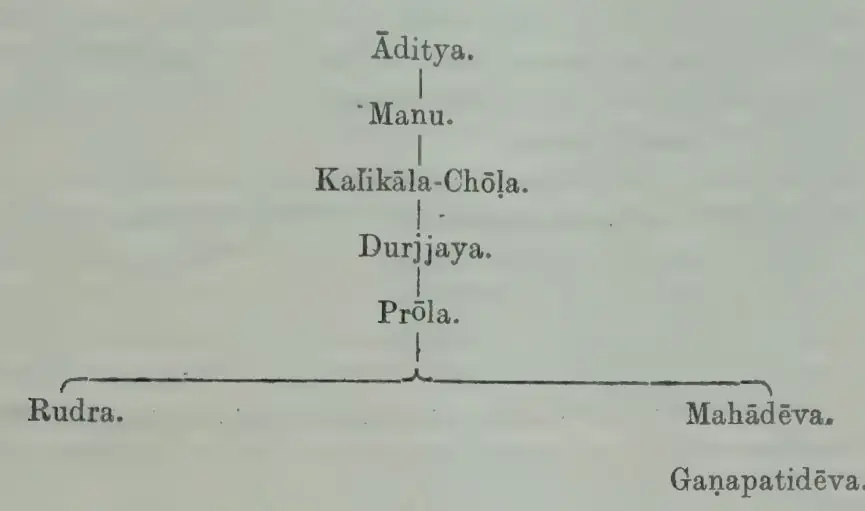 Āditya.
Manu.
Kalikāla-Chōḷa.
Durjjaya.
Prōla.
Rudra. Mahādēva.
Gaṇapatidēva.